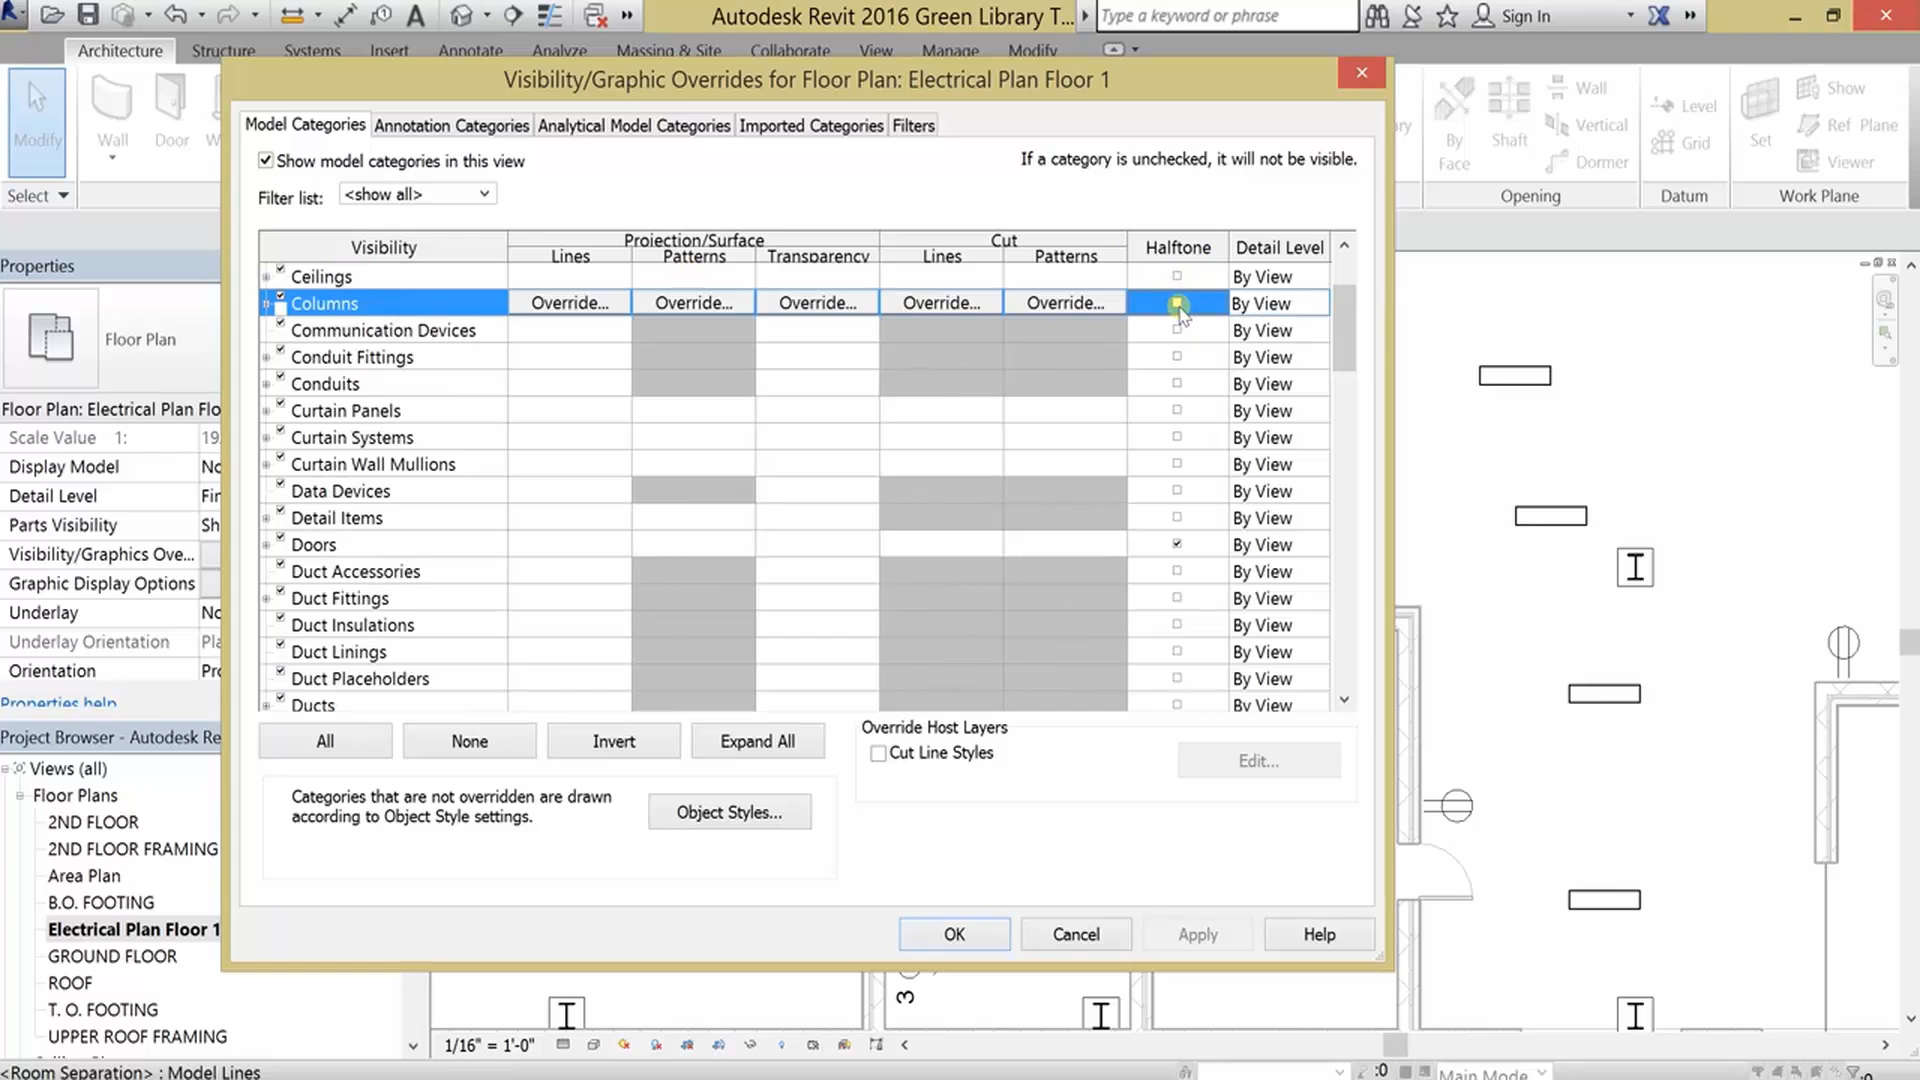 Autodesk Revit 2016 Green Library T...
Type a keyword or phrase
Sign In
Architecture Structure Systems Insert Annotate Analyze Massing & Site Collaborate View Manage Modify
Modify
Wall
Door
Select
By
Face
Shaft
Wall
Vertical
Dormer
Opening
Level
Grid
Datum
Set
Show
Ref Plane
Viewer
Work Plane
Visibility/Graphic Overrides for Floor Plan: Electrical Plan Floor 1
Model Categories Annotation Categories Analytical Model Categories Imported Categories Filters
Show model categories in this view
If a category is unchecked, it will not be visible.
Filter list: <show all>
Visibility Projection/Surface Cut Halftone Detail Level
Lines Patterns Transparency Lines Patterns
Ceilings By View
Columns Override... Override... Override... Override... Override... By View
Communication Devices By View
Conduit Fittings By View
Conduits By View
Curtain Panels By View
Curtain Systems By View
Curtain Wall Mullions By View
Data Devices By View
Detail Items By View
Doors By View
Duct Accessories By View
Duct Fittings By View
Duct Insulations By View
Duct Linings By View
Duct Placeholders By View
Ducts By View
All None Invert Expand All
Override Host Layers
Cut Line Styles
Edit...
Categories that are not overridden are drawn
according to Object Style settings.
Object Styles...
OK Cancel Apply Help
Properties
Floor Plan
Floor Plan: Electrical Plan Flo
Scale Value 1: 19
Display Model No
Detail Level Fin
Parts Visibility Sh
Visibility/Graphics Ove...
Graphic Display Options
Underlay No
Underlay Orientation Pla
Orientation Pro
Properties help
Project Browser - Autodesk Re
Views (all)
Floor Plans
2ND FLOOR
2ND FLOOR FRAMING
Area Plan
B.O. FOOTING
Electrical Plan Floor 1
GROUND FLOOR
ROOF
T. O. FOOTING
UPPER ROOF FRAMING
3
1/16" = 1'-0"
<Room Separation> : Model Lines
:0
Main Mode
:0